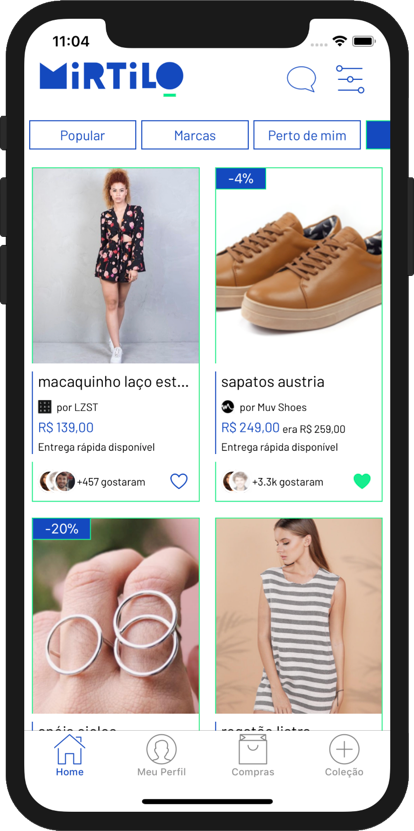 11:04
MiRTiLO
Popular
Marcas
Perto de mim
macaquinho laço est...
por LZST
R$ 139,00
Entrega rápida disponível
+457 gostaram
-4%
sapatos austria
por Muv Shoes
R$ 249,00 era R$ 259,00
Entrega rápida disponível
+3.3k gostaram
-20%
Home
Meu Perfil
Compras
Coleção